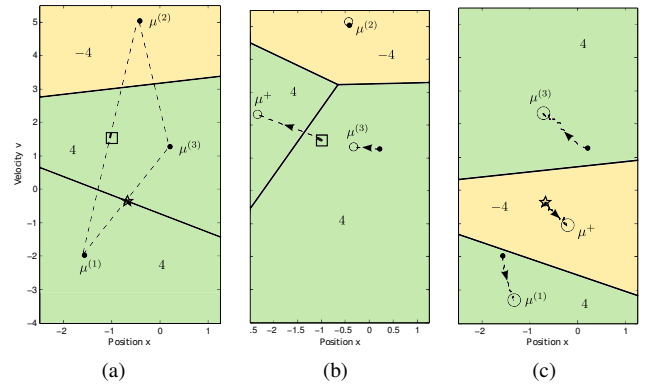 5
4
3
2
1
0
−1
−2
−3
−4
Velocity v
−2
−1
0
1
Position x
μ(2)
−4
4
μ(3)
μ(1)
4
(a)
.5
−2
−1.5
−1
−0.5
0
0.5
1
Position x
μ(2)
−4
4
μ+
μ(3)
4
(b)
−2
−1
0
1
Position x
4
μ(3)
−4
μ+
μ(1)
4
(c)